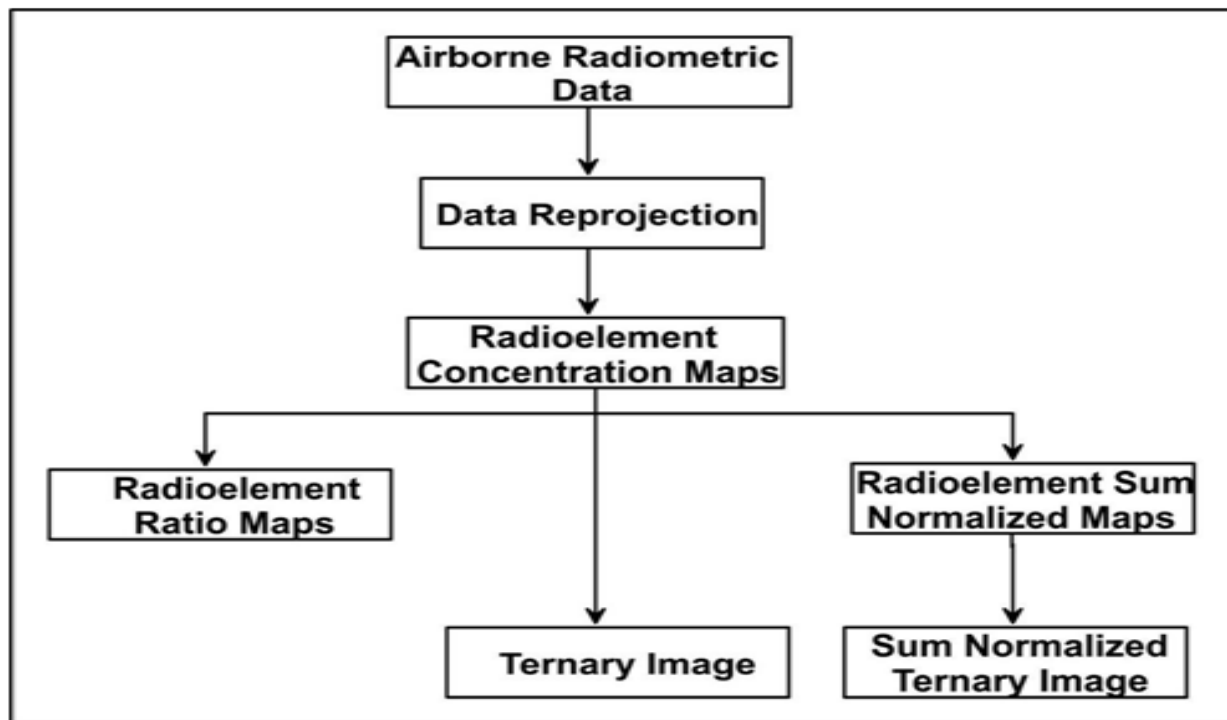 Airborne Radiometric
Data
Data Reprojection
Radioelement
Concentration Maps
Radioelement
Ratio Maps
Radioelement Sum
Normalized Maps
Ternary Image
Sum Normalized
Ternary Image